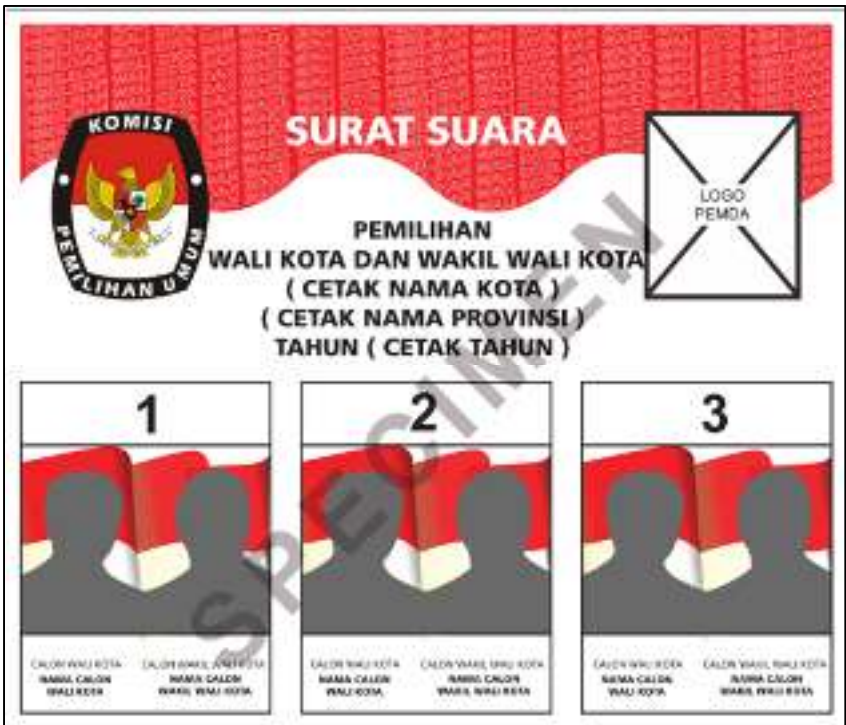 KOMISI
PEMILIHAN UMUM
SURAT SUARA
LOGO
PEMDA
PEMILIHAN
WALI KOTA DAN WAKIL WALI KOTA
( CETAK NAMA KOTA )
( CETAK NAMA PROVINSI )
TAHUN ( CETAK TAHUN )
SPECIMEN
1
2
3
CALON WALI KOTA
NAMA CALON
WALI KOTA
CALON WAKIL WALI KOTA
NAMA CALON
WAKIL WALI KOTA
CALON WALI KOTA
NAMA CALON
WALI KOTA
CALON WAKIL WALI KOTA
NAMA CALON
WAKIL WALI KOTA
CALON WALI KOTA
NAMA CALON
WALI KOTA
CALON WAKIL WALI KOTA
NAMA CALON
WAKIL WALI KOTA